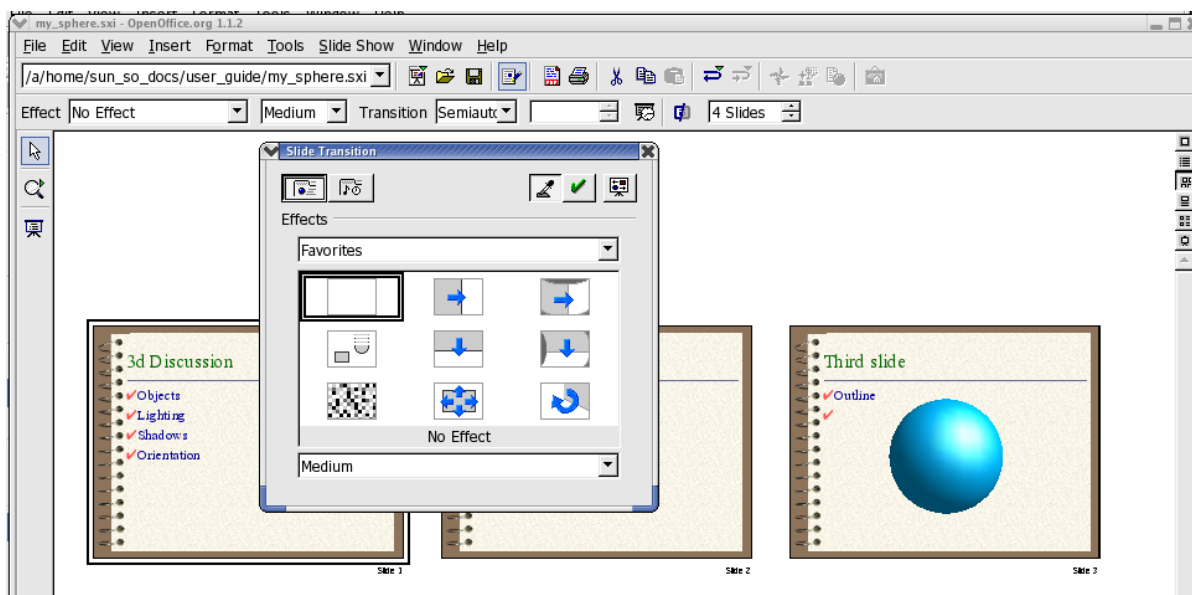 my_sphere.sxi - OpenOffice.org 1.1.2
File Edit View Insert Format Tools Slide Show Window Help
/a/home/sun_so_docs/user_guide/my_sphere.sxi
Effect No Effect Medium Transition Semiaut 4 Slides
Slide Transition
Effects
Favorites
No Effect
Medium
3d Discussion
Objects
Lighting
Shadows
Orientation
Slide 1
Slide 2
Third slide
Outline
Slide 3